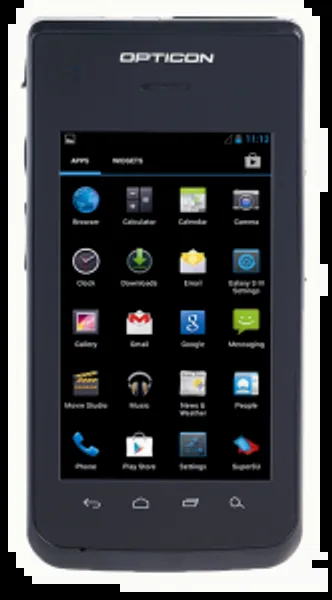 OPTICON
11:12
APPS WIDGETS
Browser Calculator Calendar Camera
Clock Downloads Email Galaxy S III
Settings
Gallery Gmail Google Messaging
Movie Studio Music News & Weather People
Phone Play Store Settings SuperSU